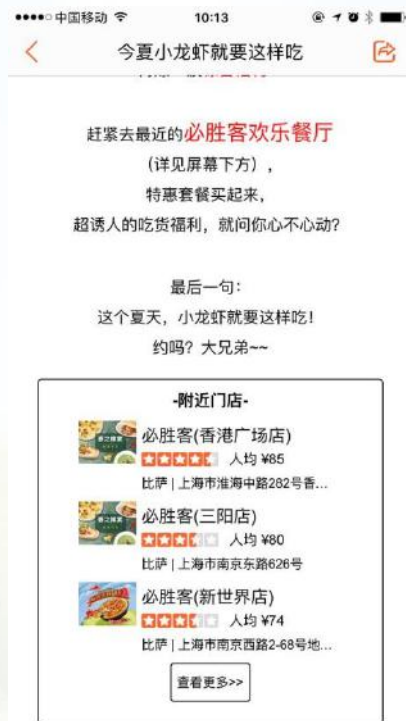 中国移动
10:13
今夏小龙虾就要这样吃
赶紧去最近的必胜客欢乐餐厅
（详见屏幕下方），
特惠套餐买起来，
超诱人的吃货福利，就问你心不心动？
最后一句：
这个夏天，小龙虾就要这样吃！
约吗？大兄弟~~
-附近门店-
必胜客(香港广场店)
人均 ¥85
比萨 | 上海市淮海中路282号香...
必胜客(三阳店)
人均 ¥80
比萨 | 上海市南京东路626号
必胜客(新世界店)
人均 ¥74
比萨 | 上海市南京西路2-68号地...
查看更多>>